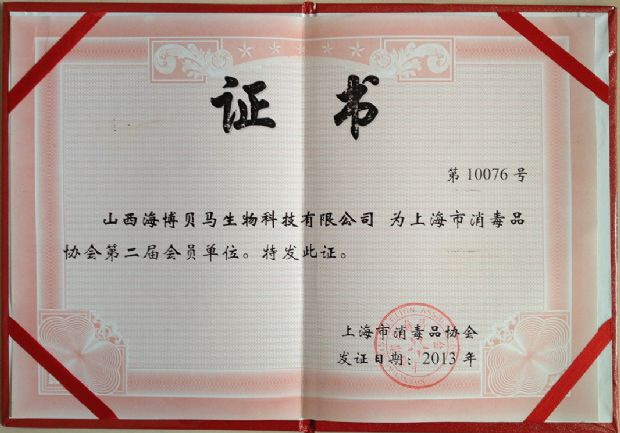 证书
第 10076 号
山西海博贝马生物科技有限公司 为上海市消毒品
协会第二届会员单位。特发此证。
上海市消毒品协会
发证日期：2013 年